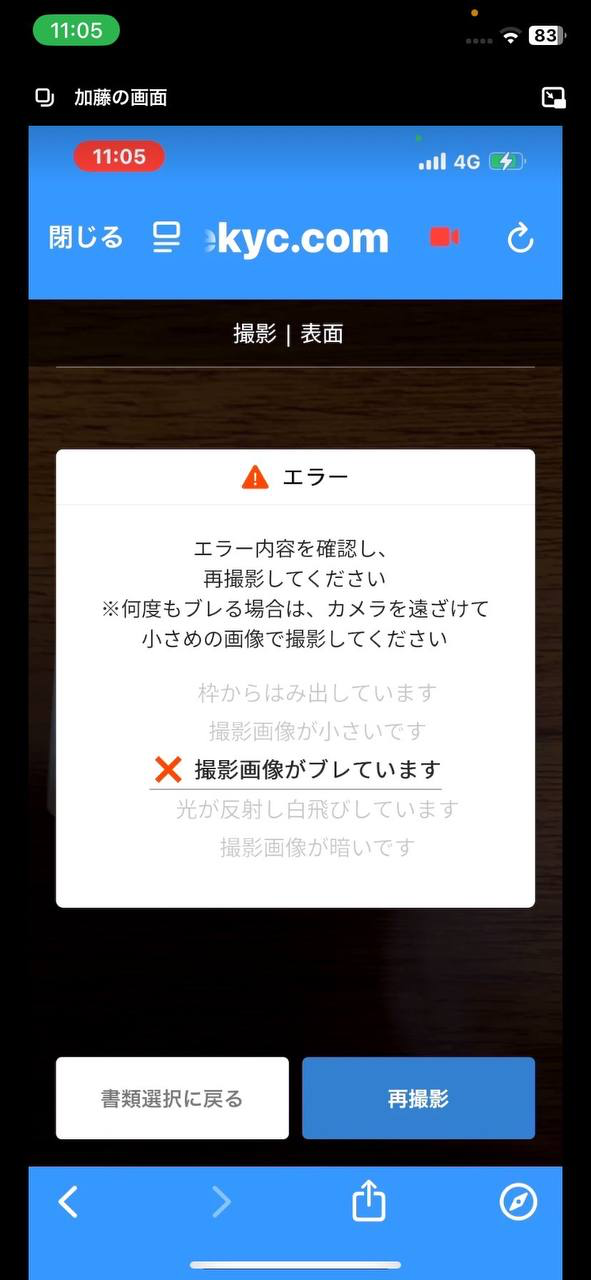 11:05
83
加藤の画面
11:05
4G
閉じる
ekyc.com
撮影 | 表面
エラー
エラー内容を確認し、
再撮影してください
※何度もブレる場合は、カメラを遠ざけて
小さめの画像で撮影してください
枠からはみ出しています
撮影画像が小さいです
撮影画像がブレています
光が反射し白飛びしています
撮影画像が暗いです
書類選択に戻る
再撮影